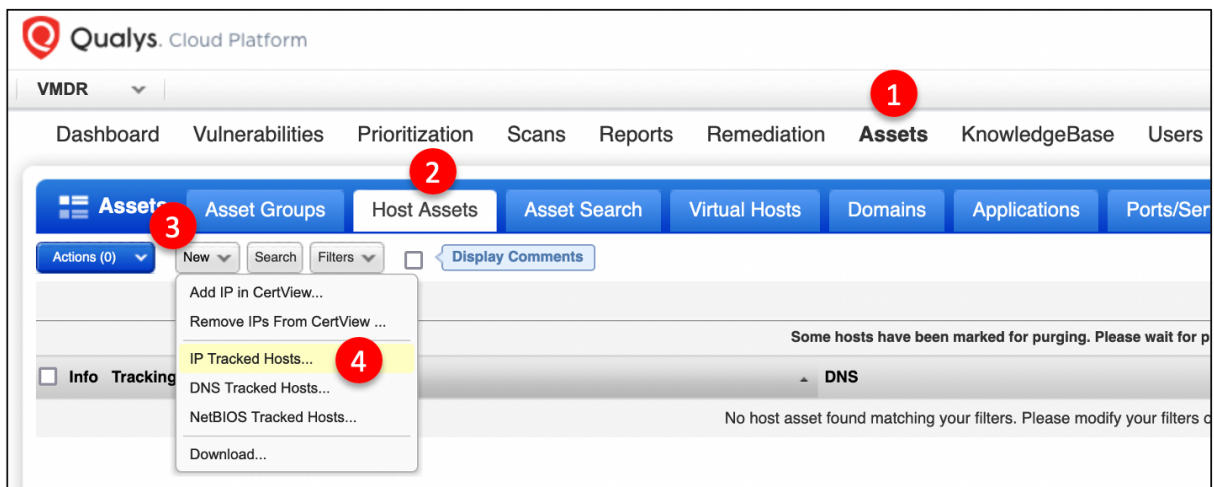 Qualys. Cloud Platform
VMDR
1
Dashboard Vulnerabilities Prioritization Scans Reports Remediation Assets KnowledgeBase Users
2
Assets Asset Groups Host Assets Asset Search Virtual Hosts Domains Applications Ports/Ser
3
Actions (0) New Search Filters Display Comments
Add IP in CertView...
Remove IPs From CertView ...
Some hosts have been marked for purging. Please wait for p
IP Tracked Hosts... 4
Info Tracking DNS
DNS Tracked Hosts...
NetBIOS Tracked Hosts...
No host asset found matching your filters. Please modify your filters o
Download...